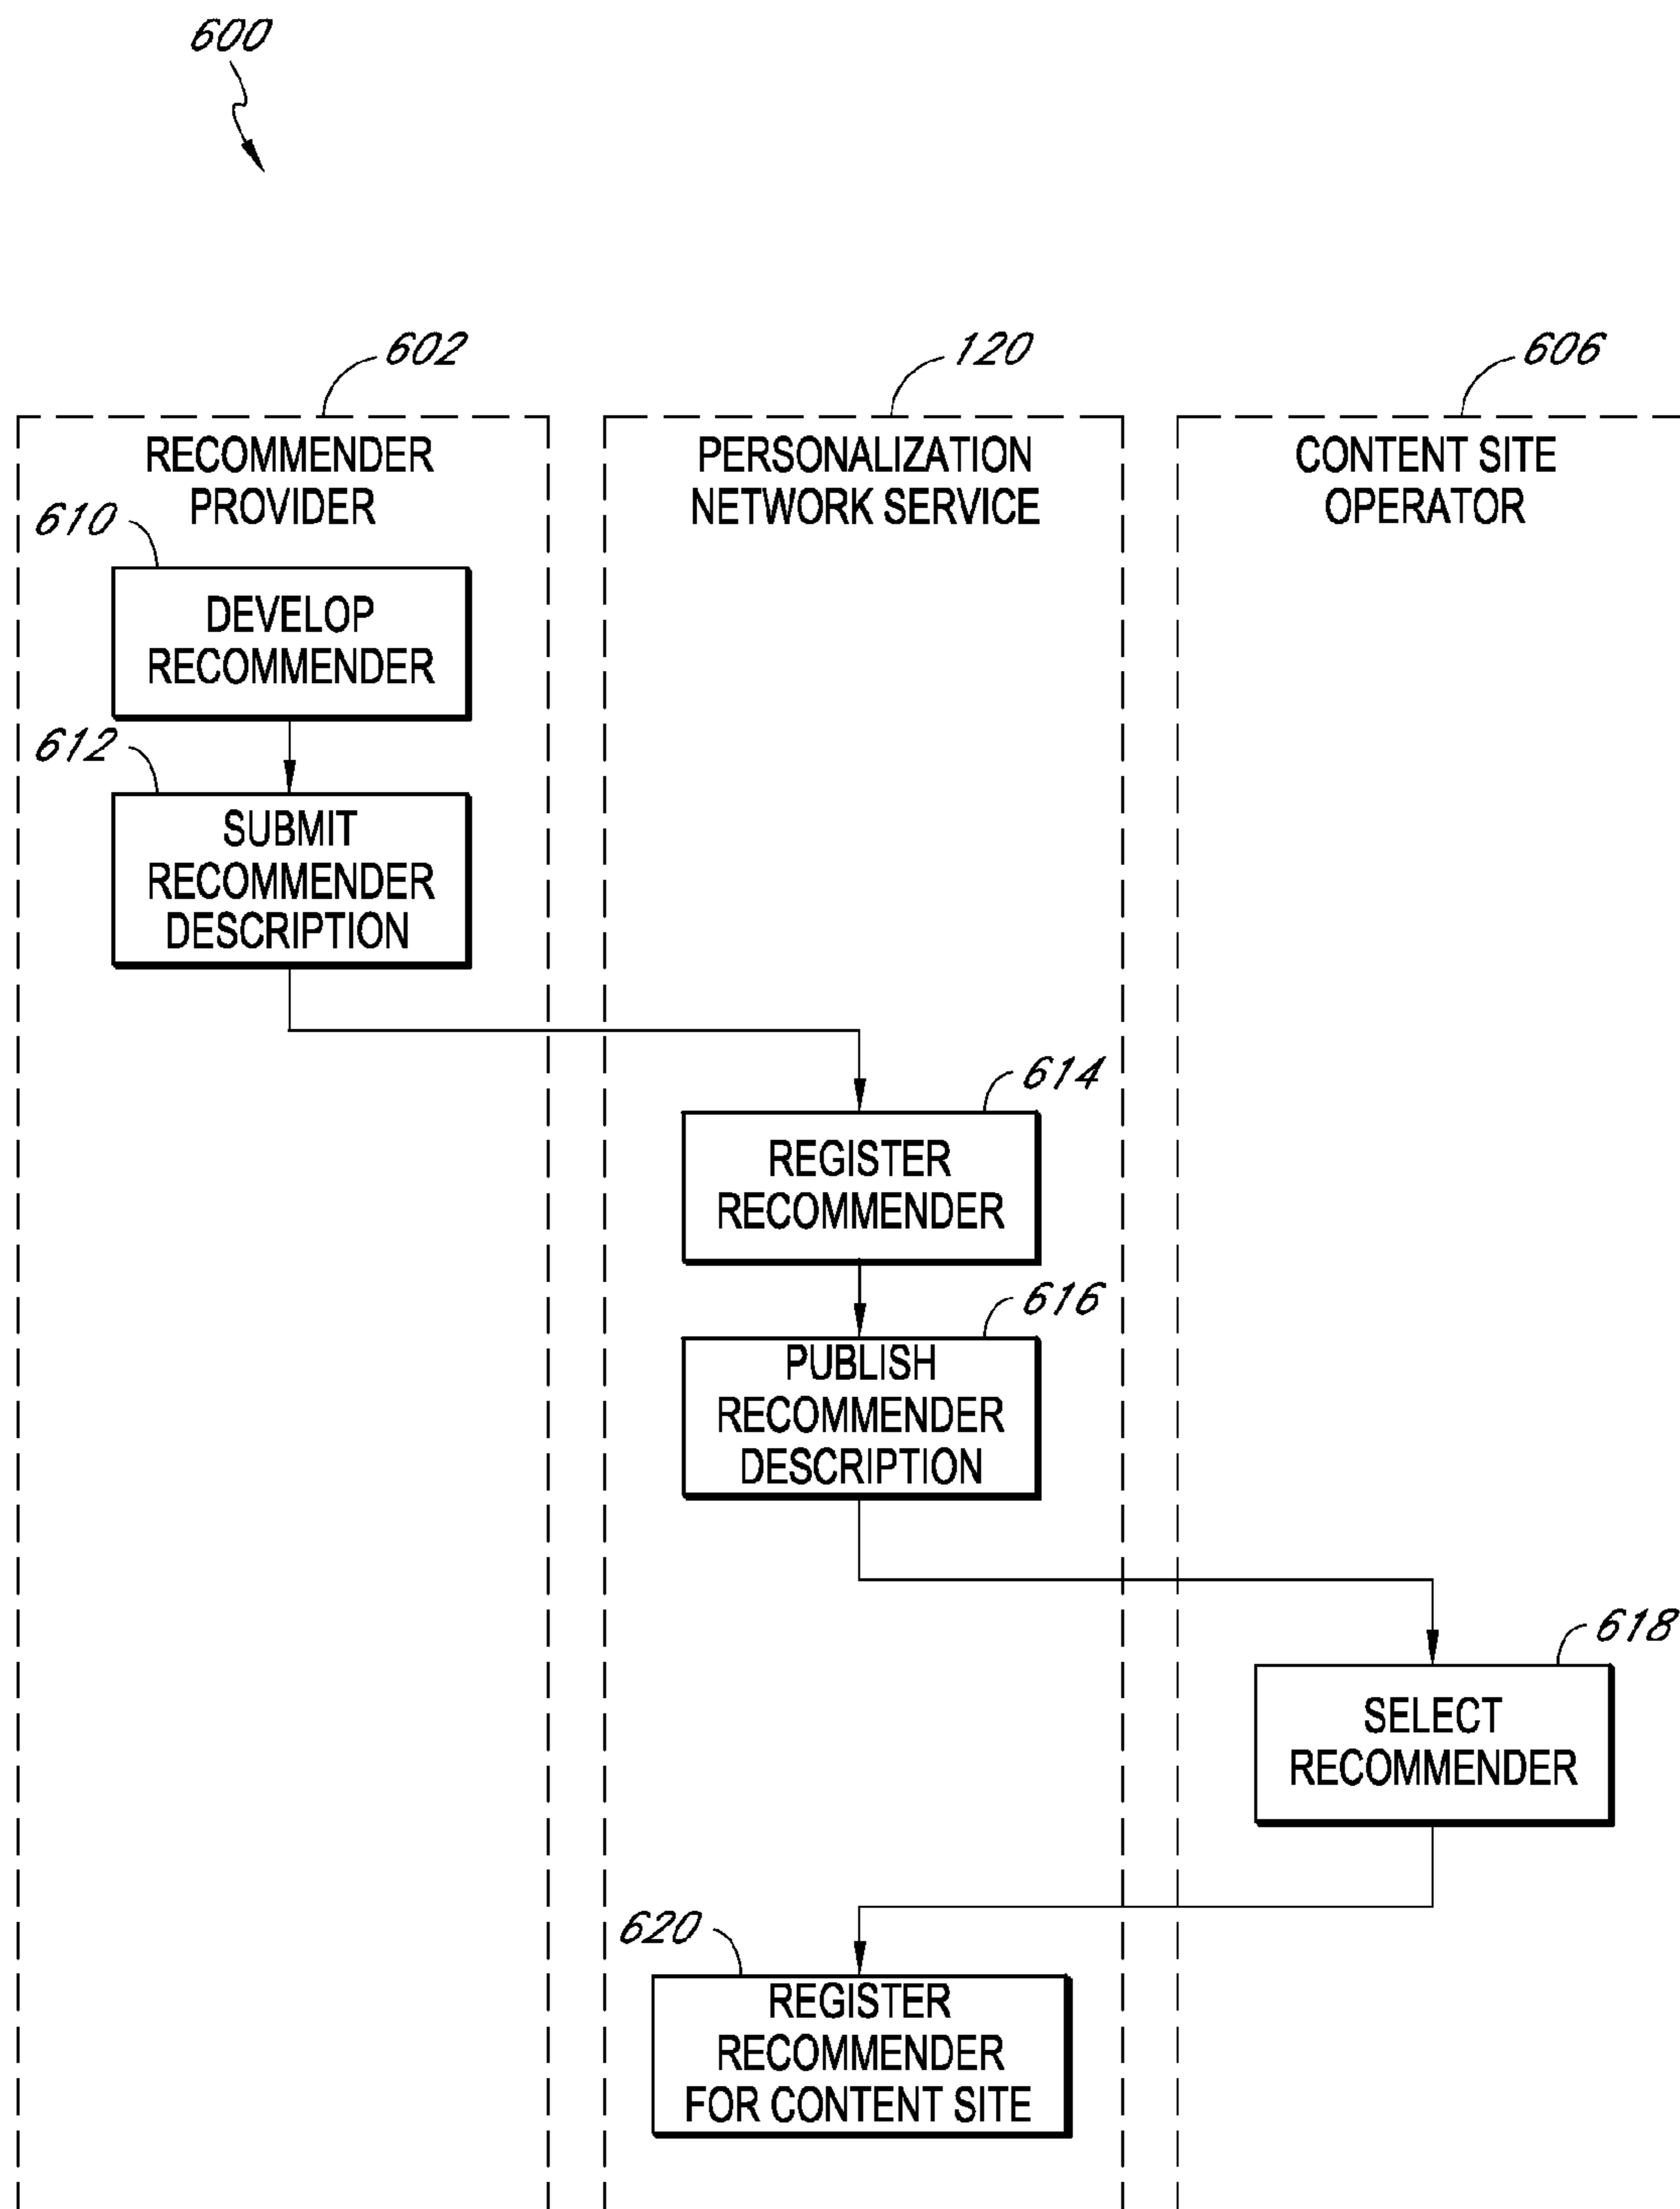 600
602
120
606
RECOMMENDER
PROVIDER
PERSONALIZATION
NETWORK SERVICE
CONTENT SITE
OPERATOR
610
DEVELOP
RECOMMENDER
612
SUBMIT
RECOMMENDER
DESCRIPTION
614
REGISTER
RECOMMENDER
616
PUBLISH
RECOMMENDER
DESCRIPTION
618
SELECT
RECOMMENDER
620
REGISTER
RECOMMENDER
FOR CONTENT SITE